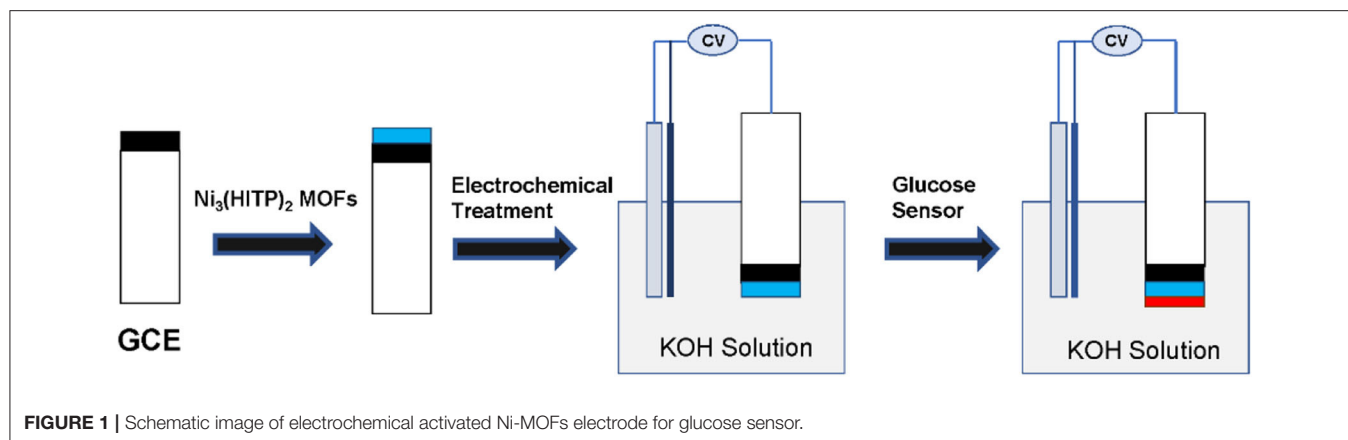 GCE
Ni₃(HITP)₂ MOFs
Electrochemical
Treatment
CV
KOH Solution
Glucose
Sensor
CV
KOH Solution
FIGURE 1 | Schematic image of electrochemical activated Ni-MOFs electrode for glucose sensor.